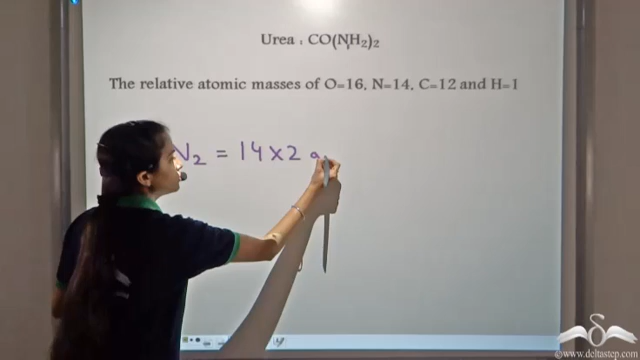 Urea : CO(NH₂)₂
The relative atomic masses of O=16, N=14, C=12 and H=1
N₂ = 14 × 2 a
©www.deltastep.com